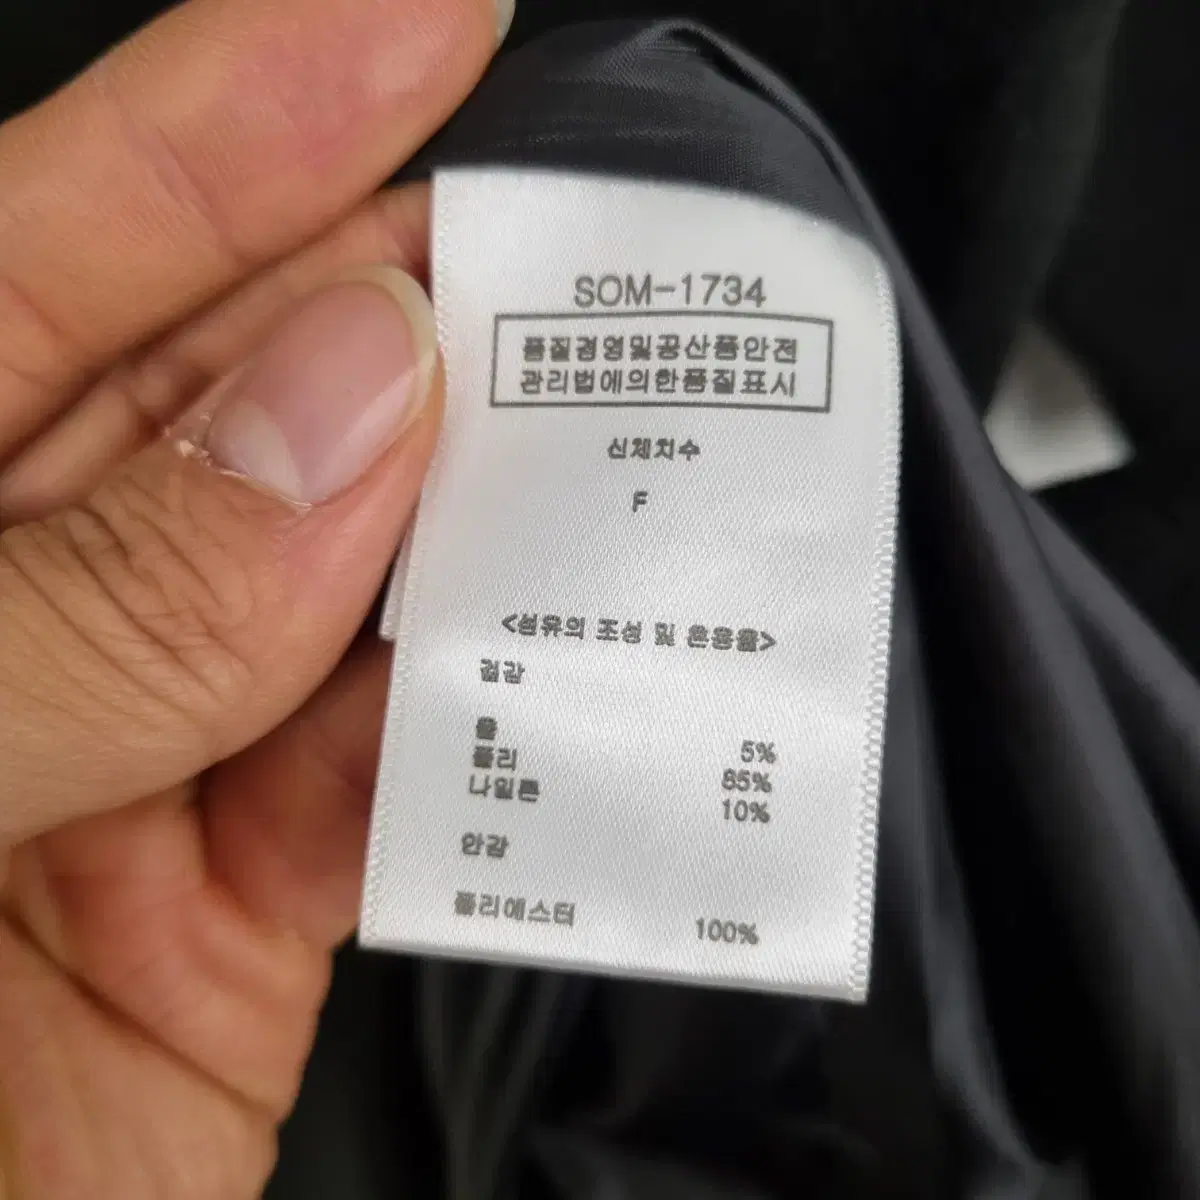 SOM-1734
품질경영및공산품안전
관리법에의한품질표시
신체치수
F
<섬유의 조성 및 혼용율>
겉감
울 5%
폴리 85%
나일론 10%
안감
폴리에스터 100%